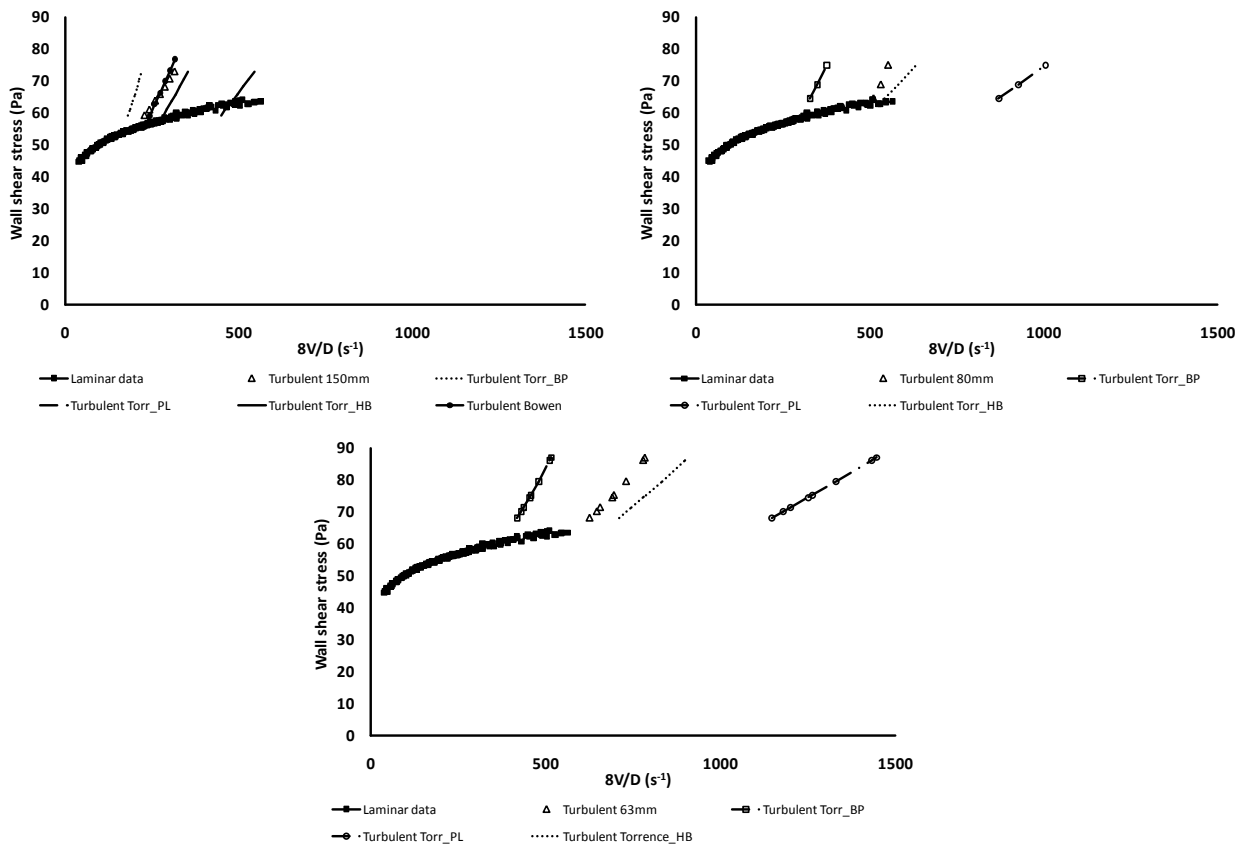 90
80
70
60
50
40
30
20
10
0
Wall shear stress (Pa)
0 500 1000 1500
8V/D (s⁻¹)
Laminar data Turbulent 150mm Turbulent Torr_BP
Turbulent Torr_PL Turbulent Torr_HB Turbulent Bowen
90
80
70
60
50
40
30
20
10
0
Wall shear stress (Pa)
0 500 1000 1500
8V/D (s⁻¹)
Laminar data Turbulent 80mm Turbulent Torr_BP
Turbulent Torr_PL Turbulent Torr_HB
90
80
70
60
50
40
30
20
10
0
Wall shear stress (Pa)
0 500 1000 1500
8V/D (s⁻¹)
Laminar data Turbulent 63mm Turbulent Torr_BP
Turbulent Torr_PL Turbulent Torrence_HB